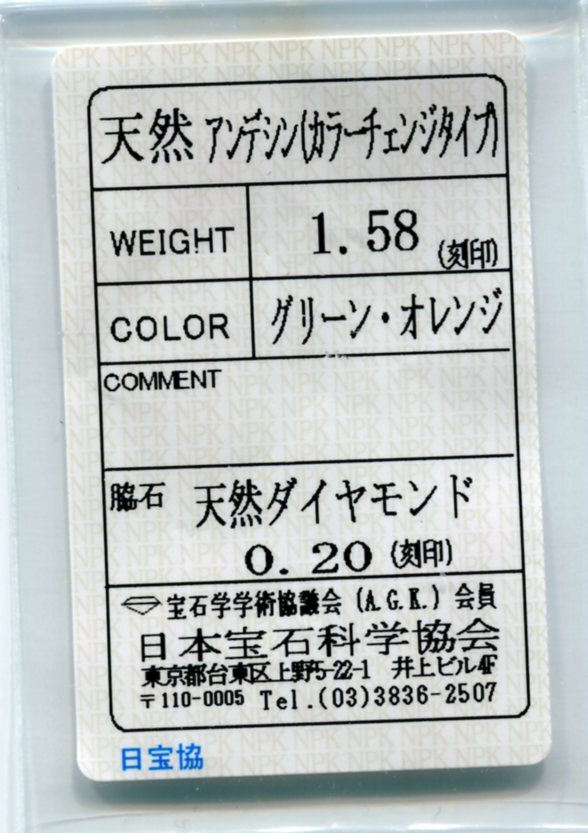 天然 アンデシン(カラーチェンジタイプ)
WEIGHT 1.58 (刻印)
COLOR グリーン・オレンジ
COMMENT
脇石 天然ダイヤモンド
0.20 (刻印)
宝石学学術協議会 (A.G.K.) 会員
日本宝石科学協会
東京都台東区上野5-22-1 井上ビル4F
〒110-0005 Tel.(03)3836-2507
日宝協